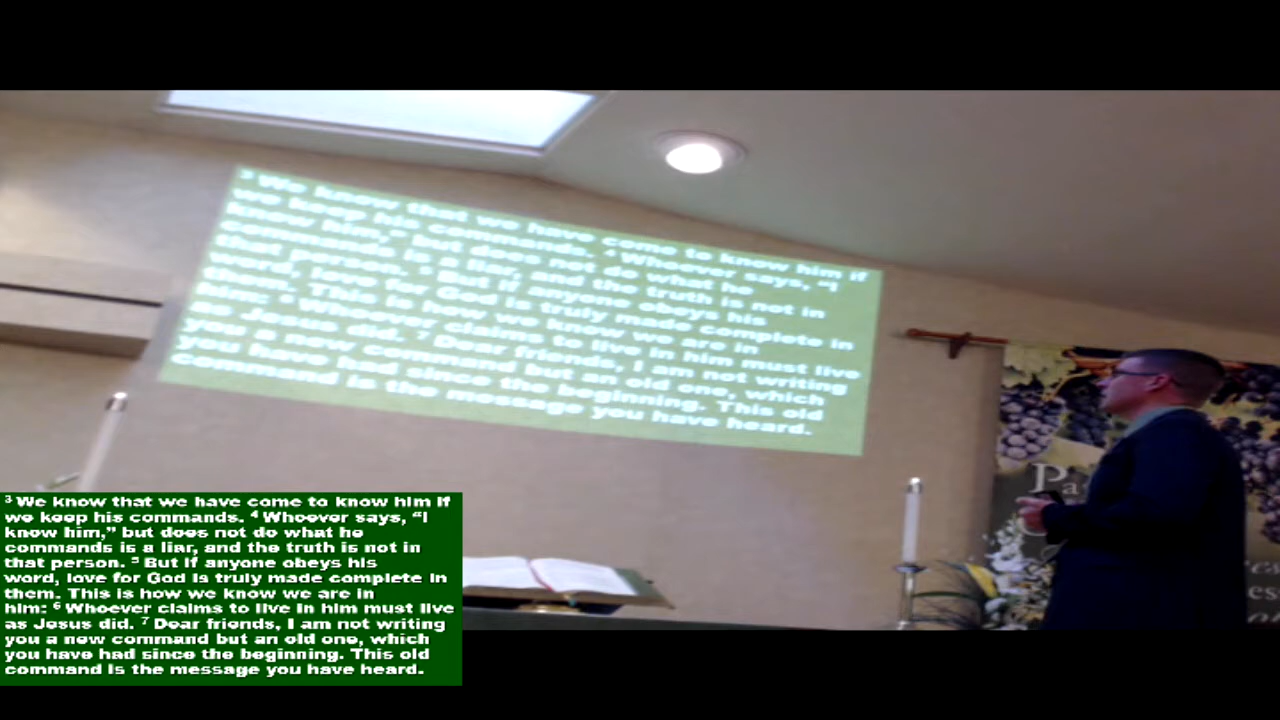 ³ We know that we have come to know him if
we keep his commands. ⁴ Whoever says, “I
know him,” but does not do what he
commands is a liar, and the truth is not in
that person. ⁵ But if anyone obeys his
word, love for God is truly made complete in
them. This is how we know we are in
him: ⁶ Whoever claims to live in him must live
as Jesus did. ⁷ Dear friends, I am not writing
you a new command but an old one, which
you have had since the beginning. This old
command is the message you have heard.
³ We know that we have come to know him if
we keep his commands. ⁴ Whoever says, “I
know him,” but does not do what he
commands is a liar, and the truth is not in
that person. ⁵ But if anyone obeys his
word, love for God is truly made complete in
them. This is how we know we are in
him: ⁶ Whoever claims to live in him must live
as Jesus did. ⁷ Dear friends, I am not writing
you a new command but an old one, which
you have had since the beginning. This old
command is the message you have heard.